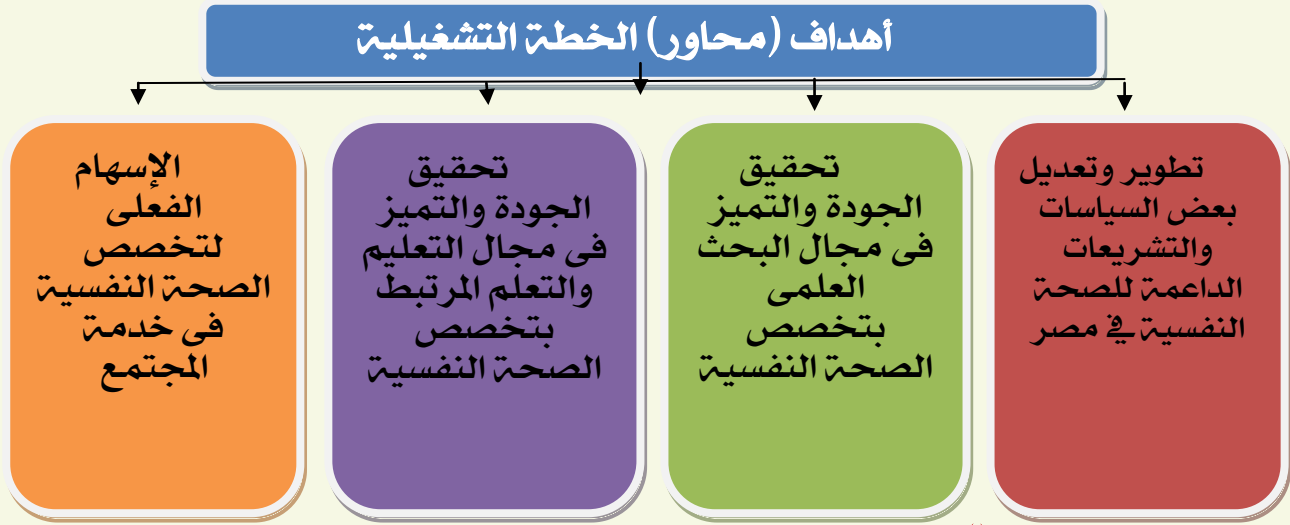 أهداف (محاور) الخطة التشغيلية
تطوير وتعديل
بعض السياسات
والتشريعات
الداعمة للصحة
النفسية في مصر
تحقيق
الجودة والتميز
فى مجال البحث
العلمى
بتخصص
الصحة النفسية
تحقيق
الجودة والتميز
فى مجال التعليم
والتعلم المرتبط
بتخصص
الصحة النفسية
الإسهام
الفعلى
لتخصص
الصحة النفسية
فى خدمة
المجتمع